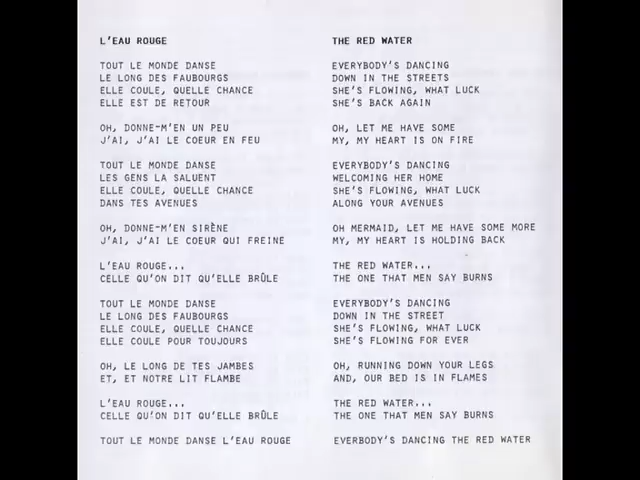 L'EAU ROUGE
TOUT LE MONDE DANSE
LE LONG DES FAUBOURGS
ELLE COULE, QUELLE CHANCE
ELLE EST DE RETOUR
OH, DONNE-M'EN UN PEU
J'AI, J'AI LE COEUR EN FEU
TOUT LE MONDE DANSE
LES GENS LA SALUENT
ELLE COULE, QUELLE CHANCE
DANS TES AVENUES
OH, DONNE-M'EN SIRÈNE
J'AI, J'AI LE COEUR QUI FREINE
L'EAU ROUGE...
CELLE QU'ON DIT QU'ELLE BRÛLE
TOUT LE MONDE DANSE
LE LONG DES FAUBOURGS
ELLE COULE, QUELLE CHANCE
ELLE COULE POUR TOUJOURS
OH, LE LONG DE TES JAMBES
ET, ET NOTRE LIT FLAMBE
L'EAU ROUGE...
CELLE QU'ON DIT QU'ELLE BRÛLE
TOUT LE MONDE DANSE L'EAU ROUGE
THE RED WATER
EVERYBODY'S DANCING
DOWN IN THE STREETS
SHE'S FLOWING, WHAT LUCK
SHE'S BACK AGAIN
OH, LET ME HAVE SOME
MY, MY HEART IS ON FIRE
EVERYBODY'S DANCING
WELCOMING HER HOME
SHE'S FLOWING, WHAT LUCK
ALONG YOUR AVENUES
OH MERMAID, LET ME HAVE SOME MORE
MY, MY HEART IS HOLDING BACK
THE RED WATER...
THE ONE THAT MEN SAY BURNS
EVERYBODY'S DANCING
DOWN IN THE STREET
SHE'S FLOWING, WHAT LUCK
SHE'S FLOWING FOR EVER
OH, RUNNING DOWN YOUR LEGS
AND, OUR BED IS IN FLAMES
THE RED WATER...
THE ONE THAT MEN SAY BURNS
EVERBODY'S DANCING THE RED WATER